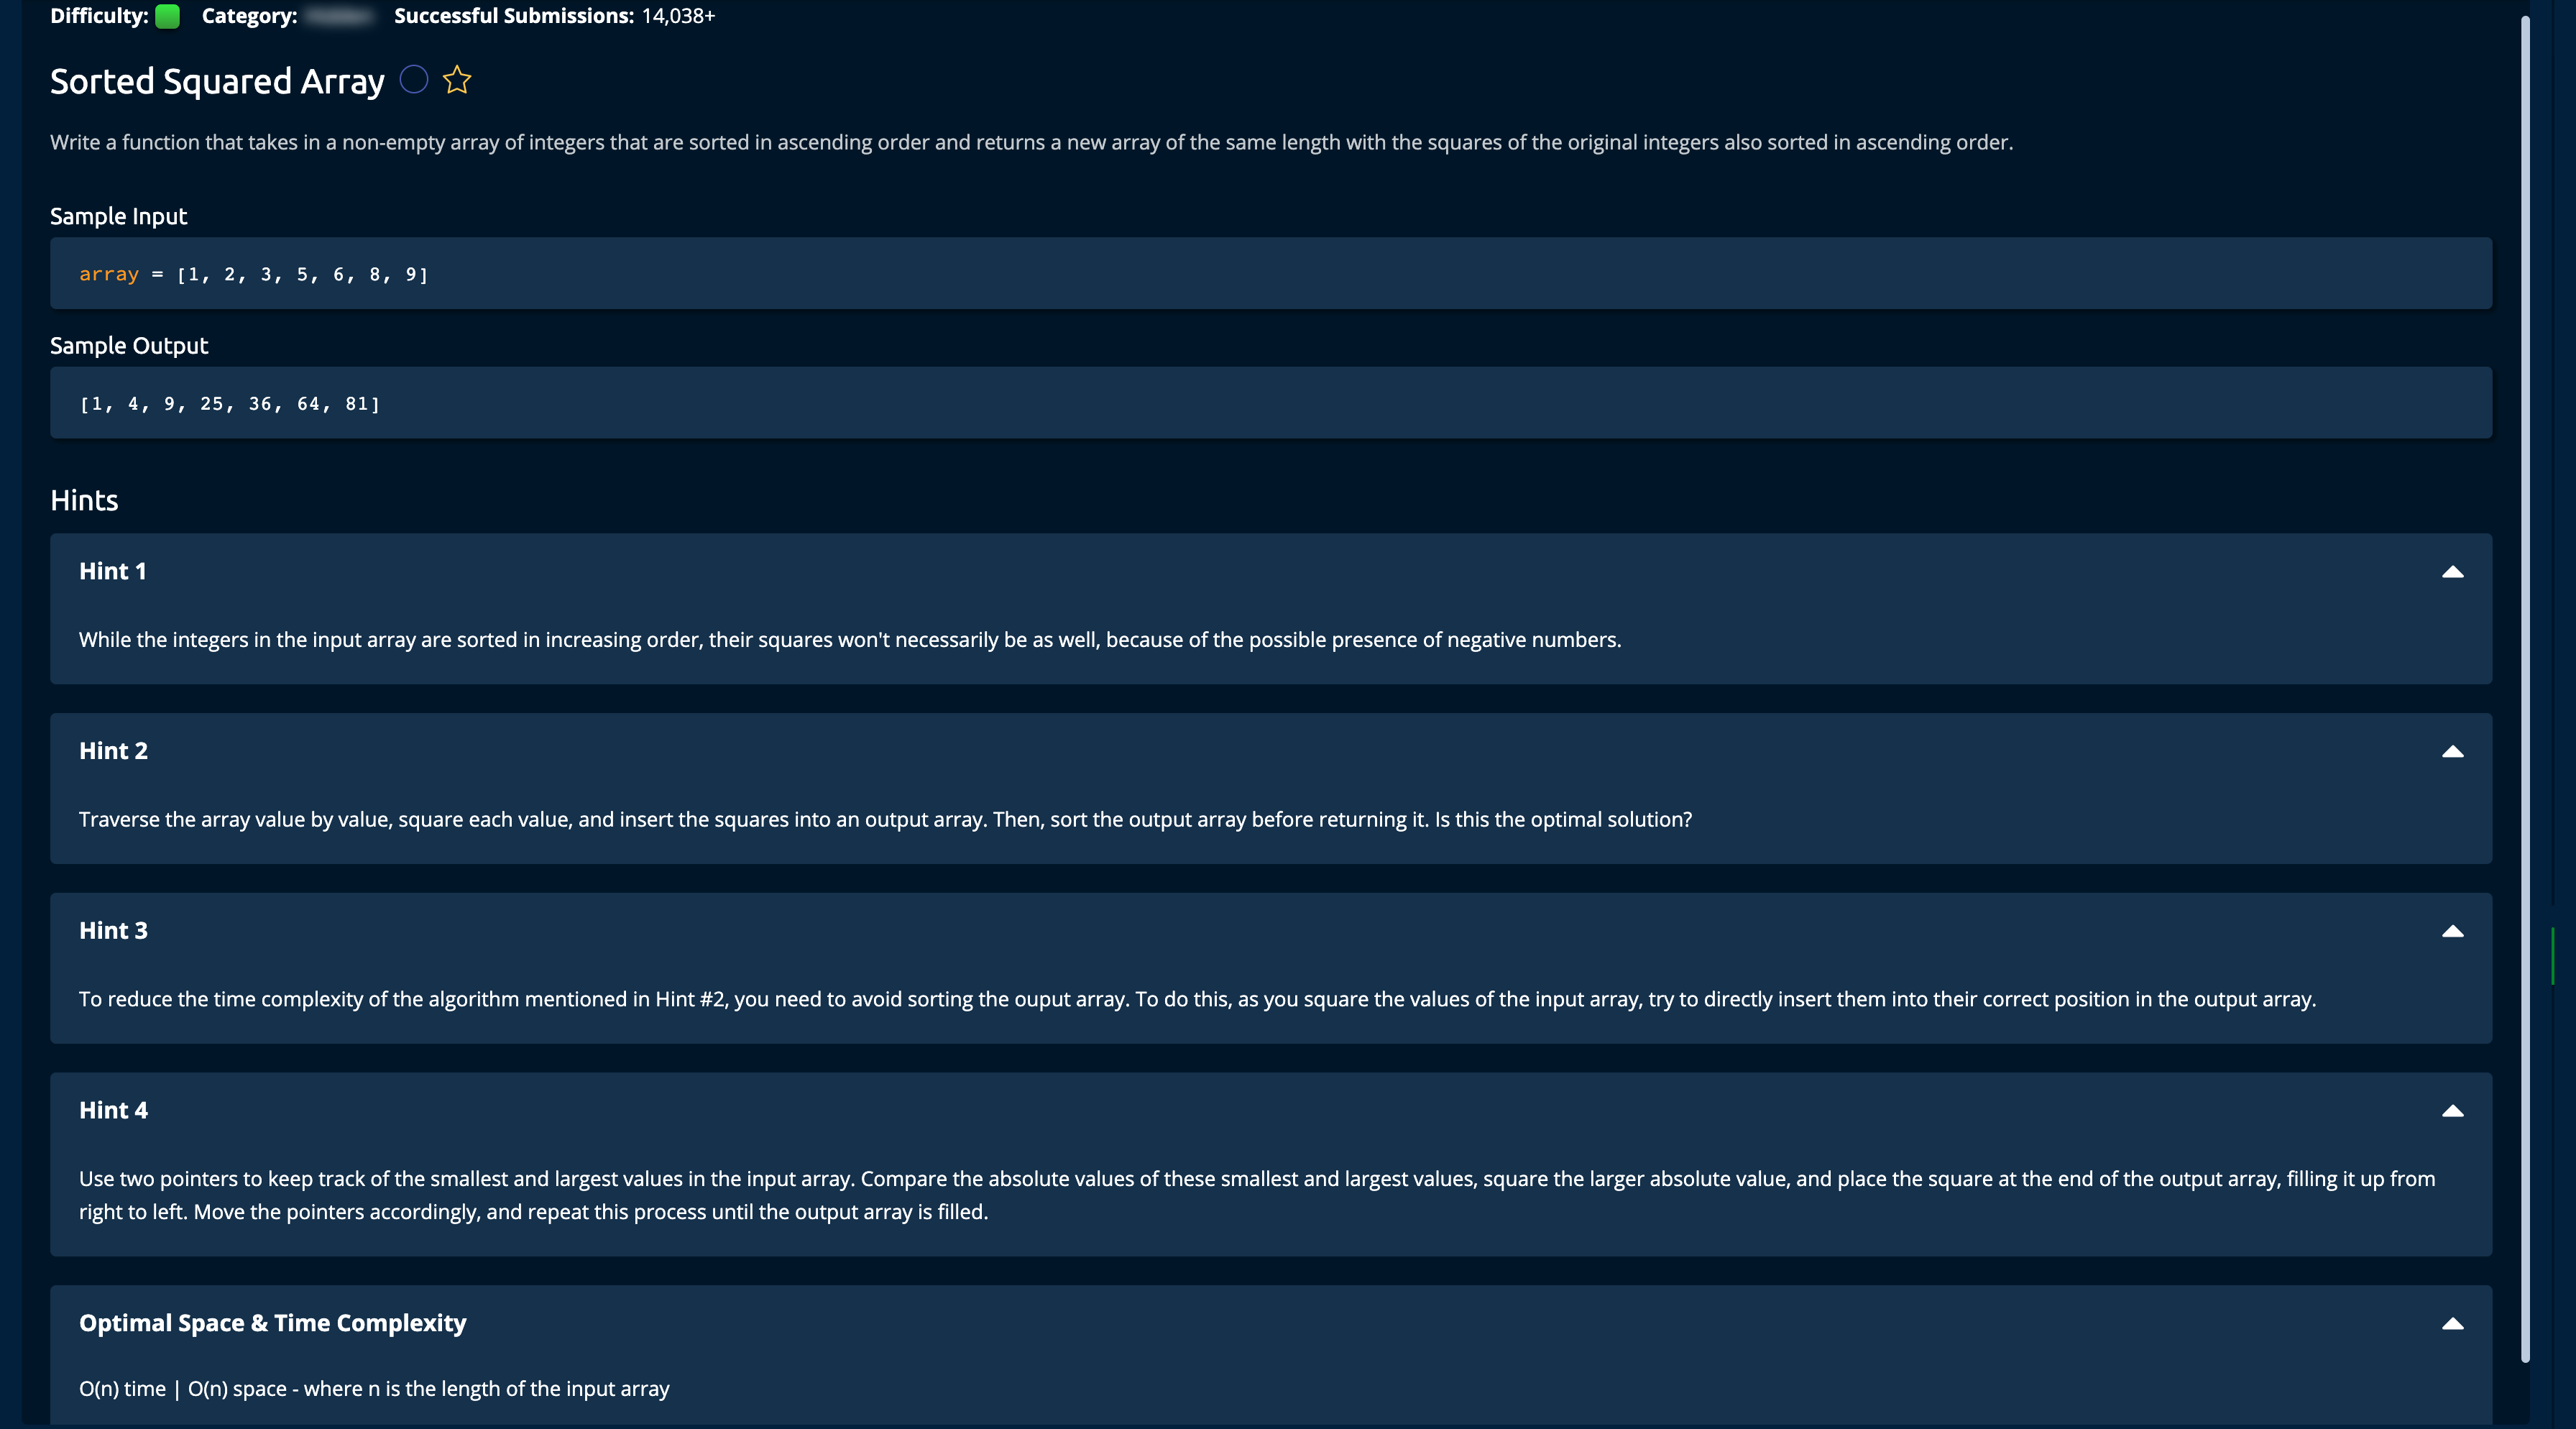 Difficulty: Category: Successful Submissions: 14,038+
Sorted Squared Array
Write a function that takes in a non-empty array of integers that are sorted in ascending order and returns a new array of the same length with the squares of the original integers also sorted in ascending order.
Sample Input
array = [1, 2, 3, 5, 6, 8, 9]
Sample Output
[1, 4, 9, 25, 36, 64, 81]
Hints
Hint 1
While the integers in the input array are sorted in increasing order, their squares won't necessarily be as well, because of the possible presence of negative numbers.
Hint 2
Traverse the array value by value, square each value, and insert the squares into an output array. Then, sort the output array before returning it. Is this the optimal solution?
Hint 3
To reduce the time complexity of the algorithm mentioned in Hint #2, you need to avoid sorting the ouput array. To do this, as you square the values of the input array, try to directly insert them into their correct position in the output array.
Hint 4
Use two pointers to keep track of the smallest and largest values in the input array. Compare the absolute values of these smallest and largest values, square the larger absolute value, and place the square at the end of the output array, filling it up from
right to left. Move the pointers accordingly, and repeat this process until the output array is filled.
Optimal Space & Time Complexity
O(n) time | O(n) space - where n is the length of the input array